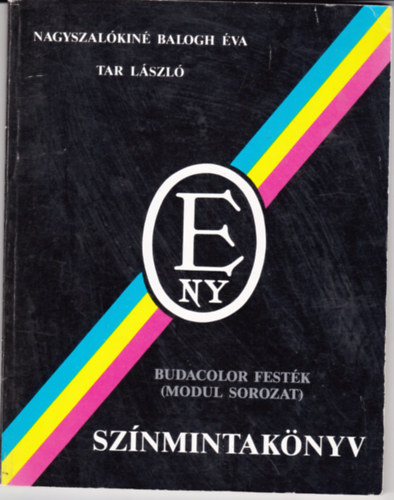 NAGYSZALÓKINÉ BALOGH ÉVA
TAR LÁSZLÓ
E
NY
BUDACOLOR FESTÉK
(MODUL SOROZAT)
SZÍNMINTAKÖNYV